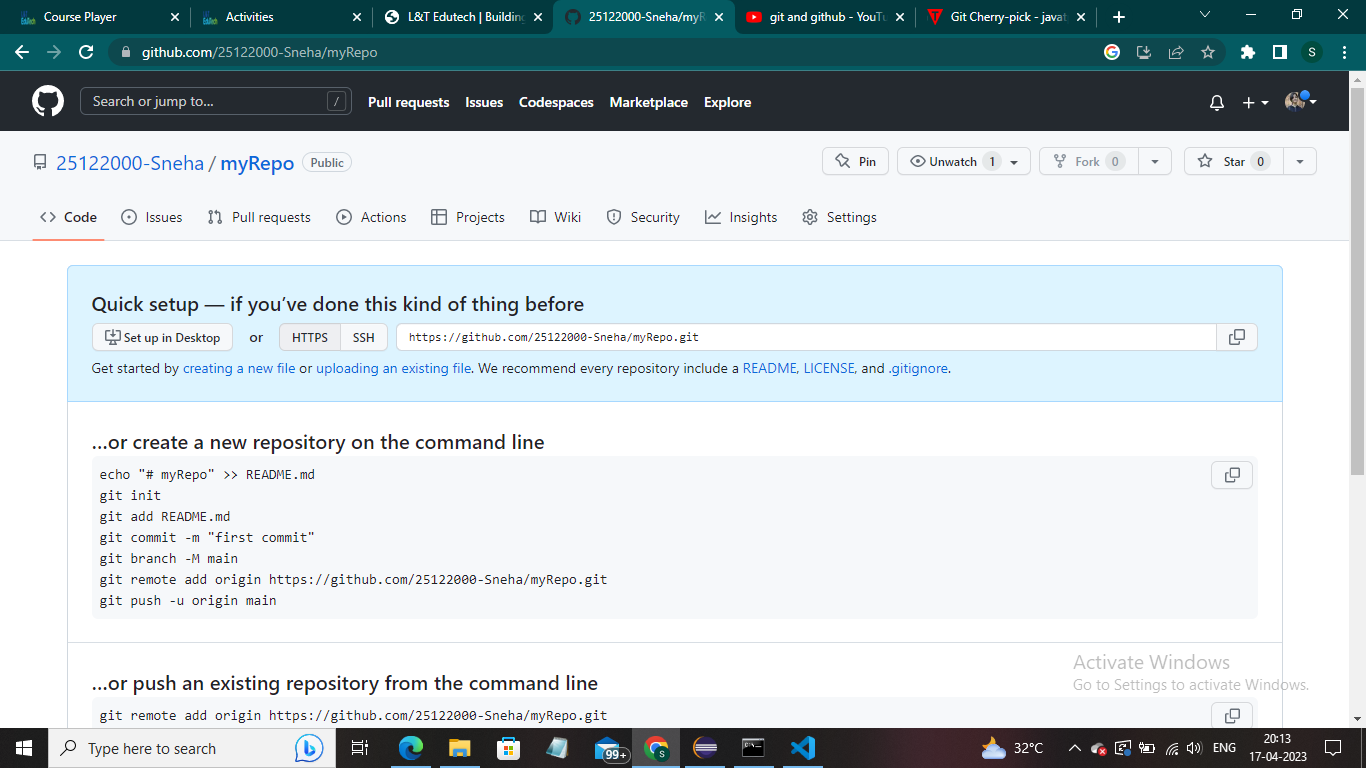 Course Player
Activities
L&T Edutech | Building
25122000-Sneha/myR
git and github - YouTu
Git Cherry-pick - javat
github.com/25122000-Sneha/myRepo
S
Search or jump to...
/
Pull requests
Issues
Codespaces
Marketplace
Explore
25122000-Sneha / myRepo
Public
Pin
Unwatch 1
Fork 0
Star 0
Code
Issues
Pull requests
Actions
Projects
Wiki
Security
Insights
Settings
Quick setup — if you’ve done this kind of thing before
Set up in Desktop
or
HTTPS
SSH
https://github.com/25122000-Sneha/myRepo.git
Get started by creating a new file or uploading an existing file. We recommend every repository include a README, LICENSE, and .gitignore.
…or create a new repository on the command line
echo "# myRepo" >> README.md
git init
git add README.md
git commit -m "first commit"
git branch -M main
git remote add origin https://github.com/25122000-Sneha/myRepo.git
git push -u origin main
…or push an existing repository from the command line
git remote add origin https://github.com/25122000-Sneha/myRepo.git
Activate Windows
Go to Settings to activate Windows.
Type here to search
99+
S
32°C
ENG
20:13
17-04-2023